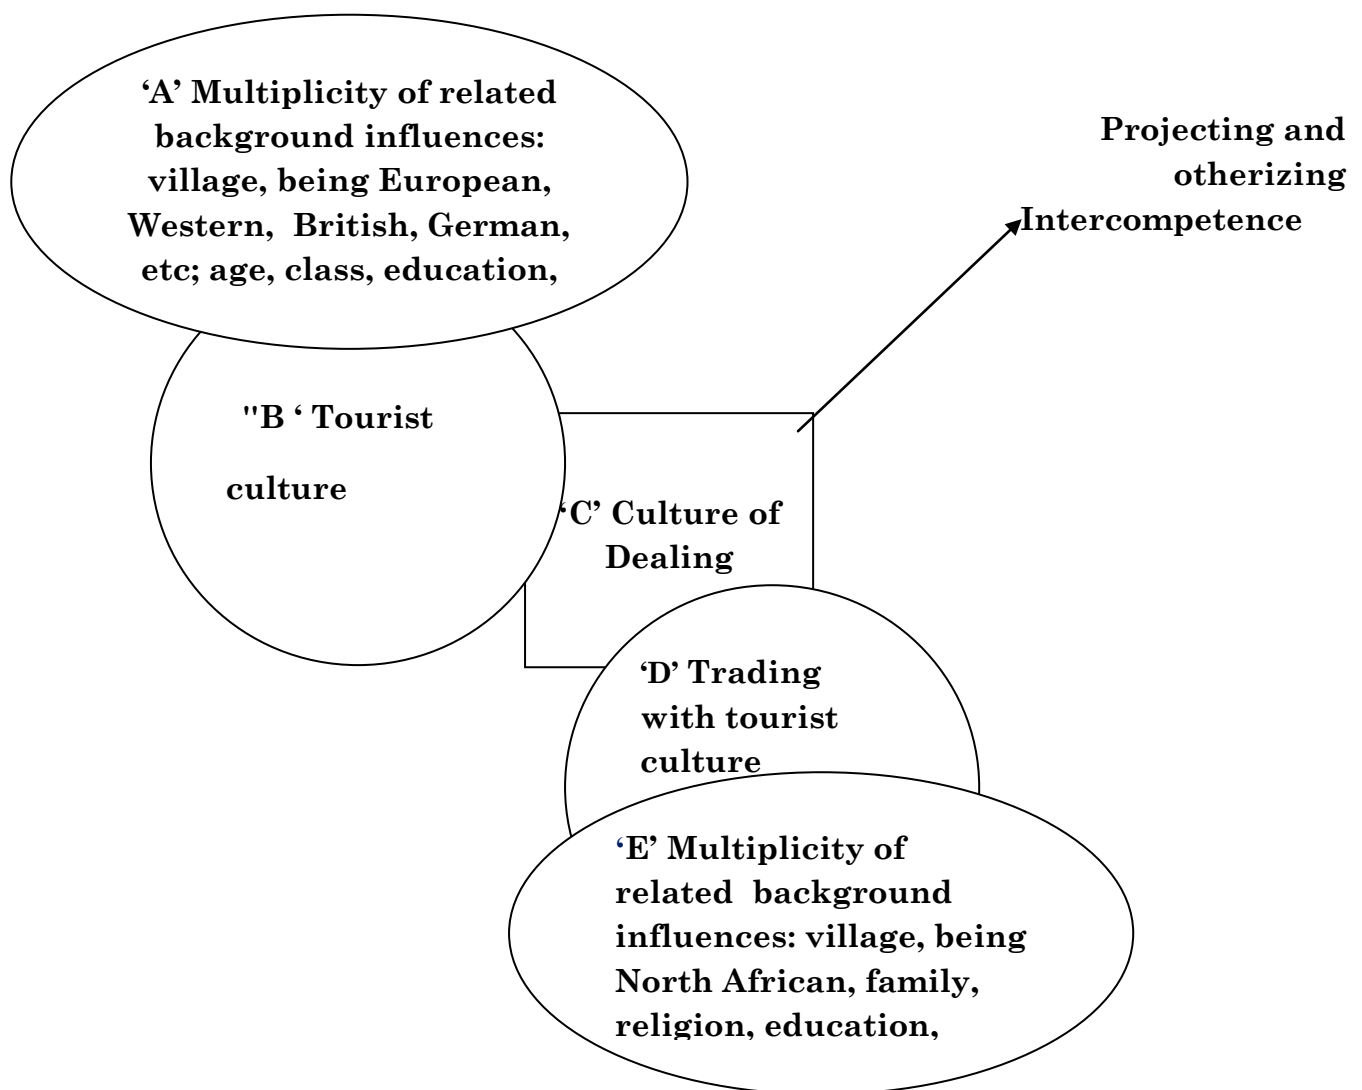 ‘A’ Multiplicity of related
background influences:
village, being European,
Western, British, German,
etc; age, class, education,
Projecting and
otherizing
Intercompetence
"B ‘ Tourist
culture
‘C’ Culture of
Dealing
‘D’ Trading
with tourist
culture
‘E’ Multiplicity of
related background
influences: village, being
North African, family,
religion, education,